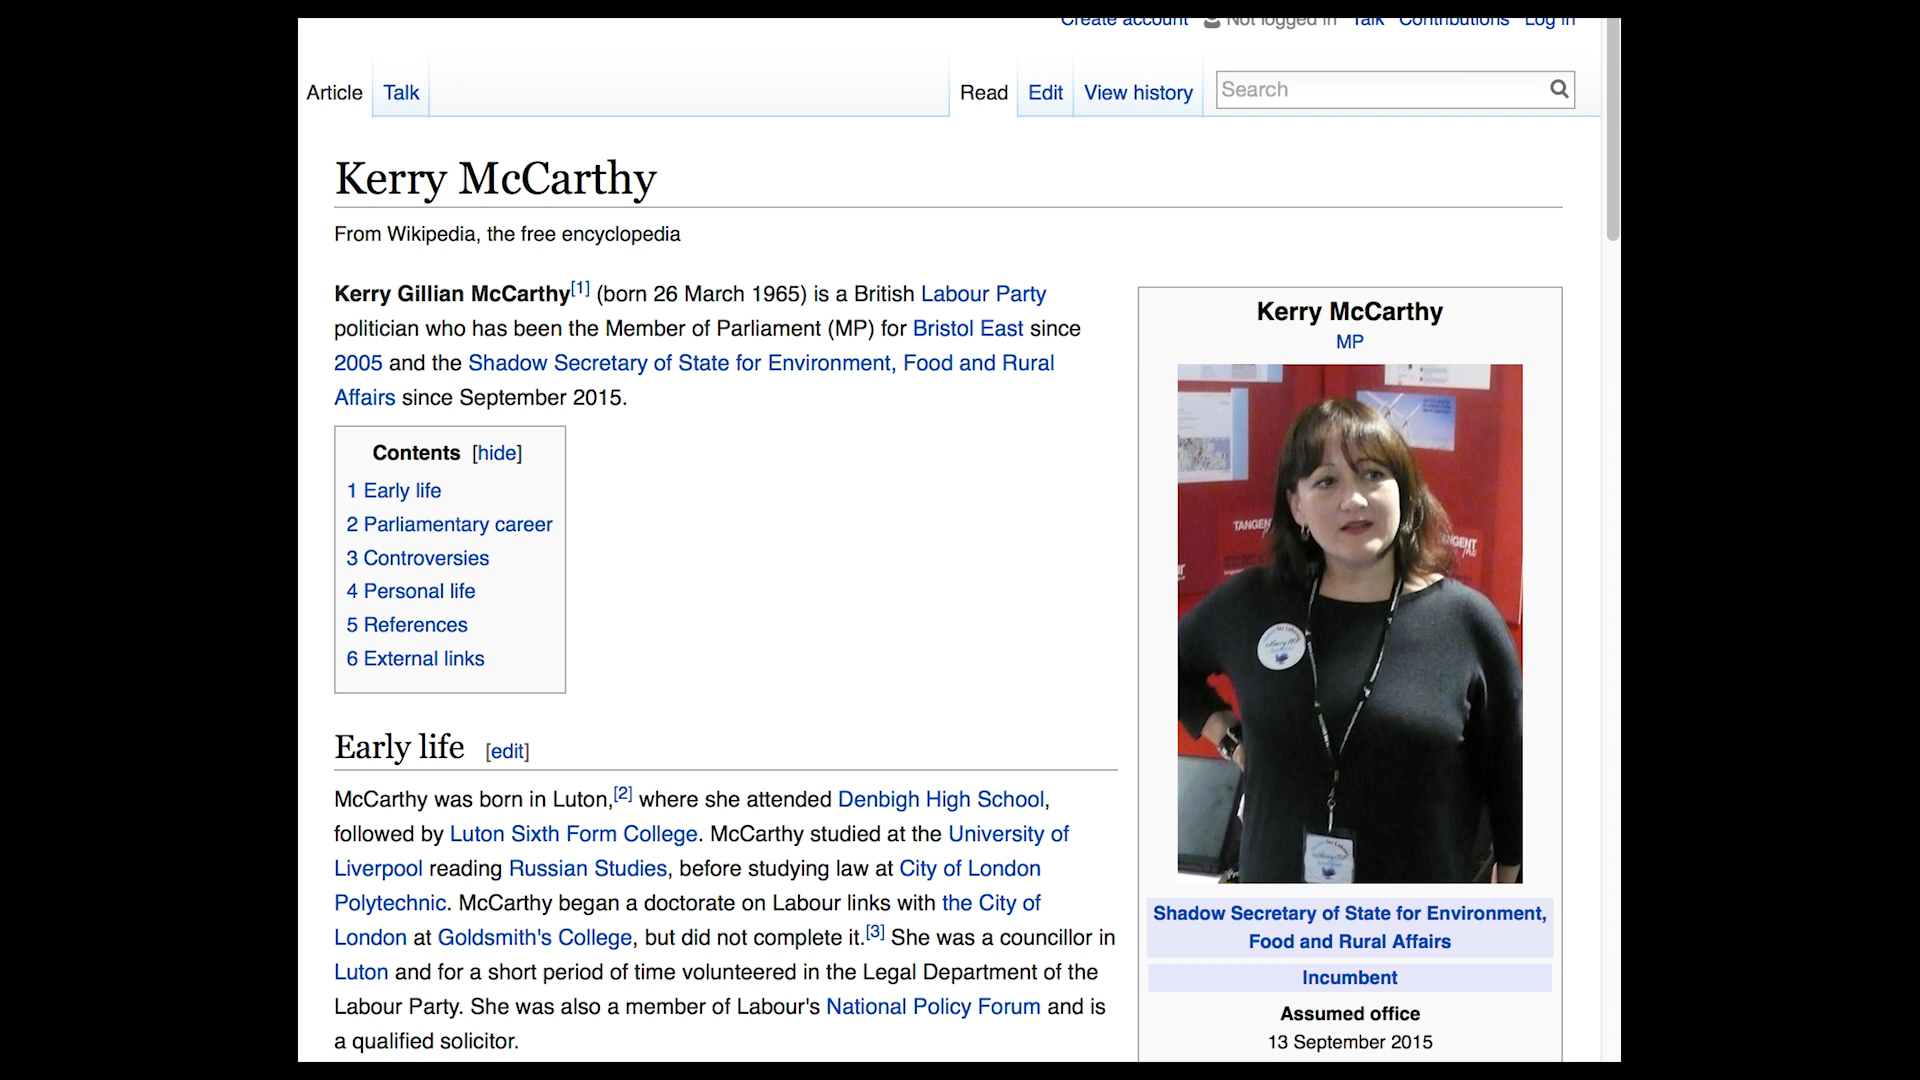 Create account Not logged in Talk Contributions Log in
Article Talk Read Edit View history Search
Kerry McCarthy
From Wikipedia, the free encyclopedia
Kerry Gillian McCarthy[1] (born 26 March 1965) is a British Labour Party
politician who has been the Member of Parliament (MP) for Bristol East since
2005 and the Shadow Secretary of State for Environment, Food and Rural
Affairs since September 2015.
Contents [hide]
1 Early life
2 Parliamentary career
3 Controversies
4 Personal life
5 References
6 External links
Early life [edit]
McCarthy was born in Luton,[2] where she attended Denbigh High School,
followed by Luton Sixth Form College. McCarthy studied at the University of
Liverpool reading Russian Studies, before studying law at City of London
Polytechnic. McCarthy began a doctorate on Labour links with the City of
London at Goldsmith's College, but did not complete it.[3] She was a councillor in
Luton and for a short period of time volunteered in the Legal Department of the
Labour Party. She was also a member of Labour's National Policy Forum and is
a qualified solicitor.
Kerry McCarthy
MP
TANGEN
NGENT
Shadow Secretary of State for Environment,
Food and Rural Affairs
Incumbent
Assumed office
13 September 2015